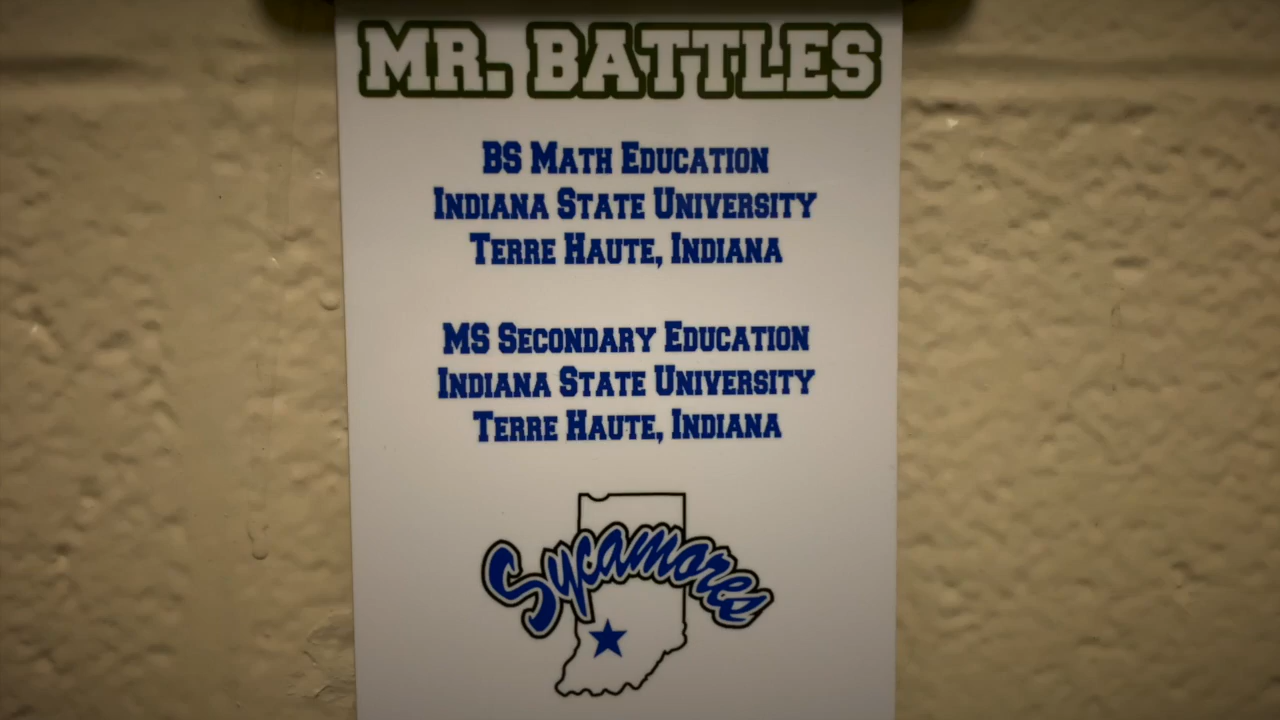 MR. BATTLES
BS MATH EDUCATION
INDIANA STATE UNIVERSITY
TERRE HAUTE, INDIANA
MS SECONDARY EDUCATION
INDIANA STATE UNIVERSITY
TERRE HAUTE, INDIANA
Sycamores